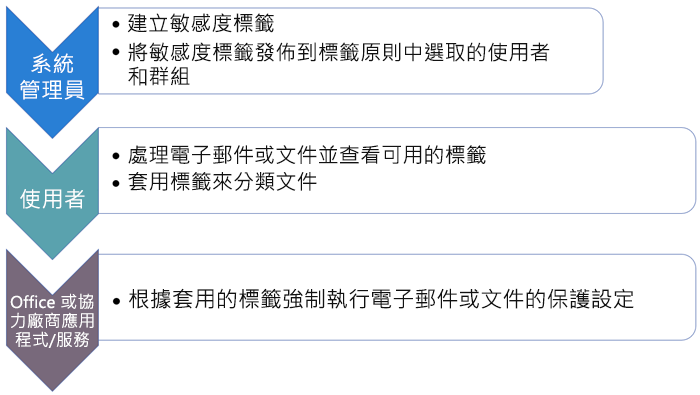 系統
管理員
• 建立敏感度標籤
• 將敏感度標籤發佈到標籤原則中選取的使用者
和群組
使用者
• 處理電子郵件或文件並查看可用的標籤
• 套用標籤來分類文件
Office 或協
力廠商應用
程式/服務
• 根據套用的標籤強制執行電子郵件或文件的保護設定